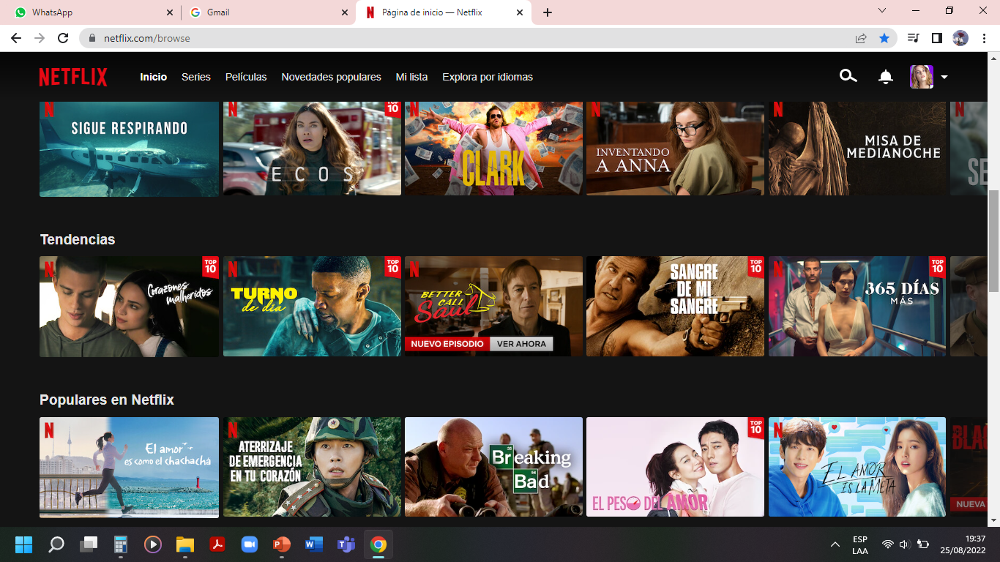 WhatsApp
Gmail
Página de inicio — Netflix
netflix.com/browse
NETFLIX
Inicio
Series
Películas
Novedades populares
Mi lista
Explora por idiomas
N
SIGUE RESPIRANDO
N
TOP
10
ECOS
N
CLARK
N
INVENTANDO
A ANNA
N
MISA DE
MEDIANOCHE
N
SE
Tendencias
N
TOP
10
Corazones
malheridos
N
TOP
10
TURNO
de día
N
BETTER
CALL
Saul
NUEVO EPISODIO
VER AHORA
TOP
10
SANGRE
DE MI
SANGRE
N
TOP
10
365 DÍAS
MÁS
Populares en Netflix
N
El amor
es como el chachachá
N
ATERRIZAJE
DE EMERGENCIA
EN TU CORAZÓN
35
Breaking
56
Bad
TOP
10
EL PESO DEL AMOR
N
EL AMOR
ES LA META
BLA
NUEVA
ESP
LAA
19:37
25/08/2022